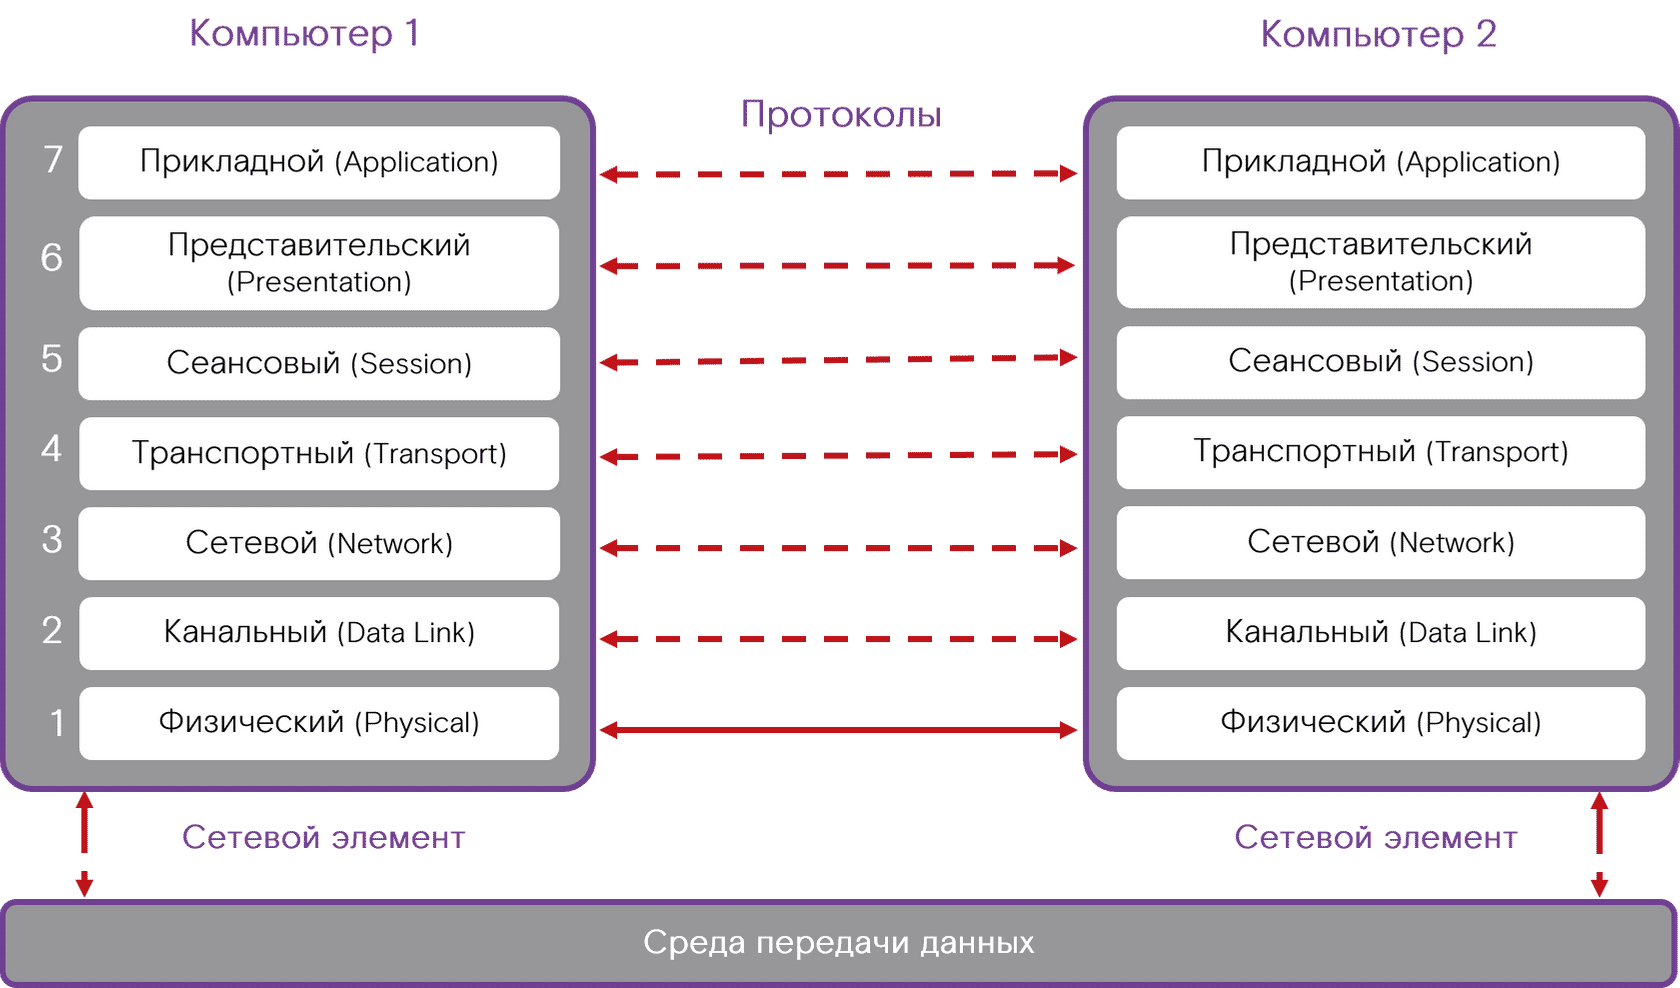 Компьютер 1
Компьютер 2
Протоколы
7
Прикладной (Application)
Прикладной (Application)
6
Представительский
(Presentation)
Представительский
(Presentation)
5
Сеансовый (Session)
Сеансовый (Session)
4
Транспортный (Transport)
Транспортный (Transport)
3
Сетевой (Network)
Сетевой (Network)
2
Канальный (Data Link)
Канальный (Data Link)
1
Физический (Physical)
Физический (Physical)
Сетевой элемент
Сетевой элемент
Среда передачи данных